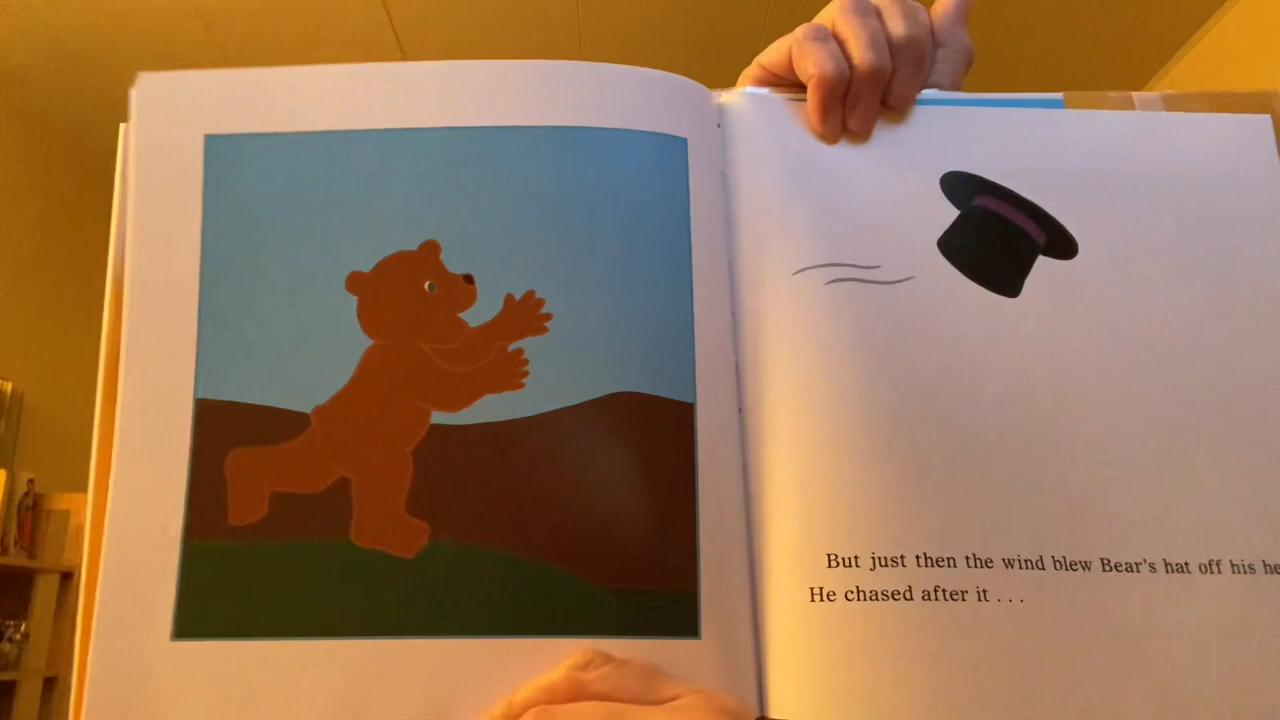 But just then the wind blew Bear's hat off his
He chased after it . . .